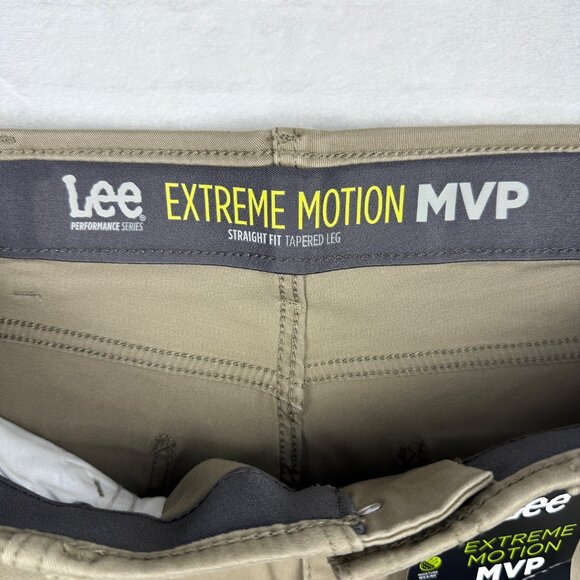 Lee® EXTREME MOTION MVP
PERFORMANCE SERIES STRAIGHT FIT TAPERED LEG
Lee
EXTREME
MOTION
MVP